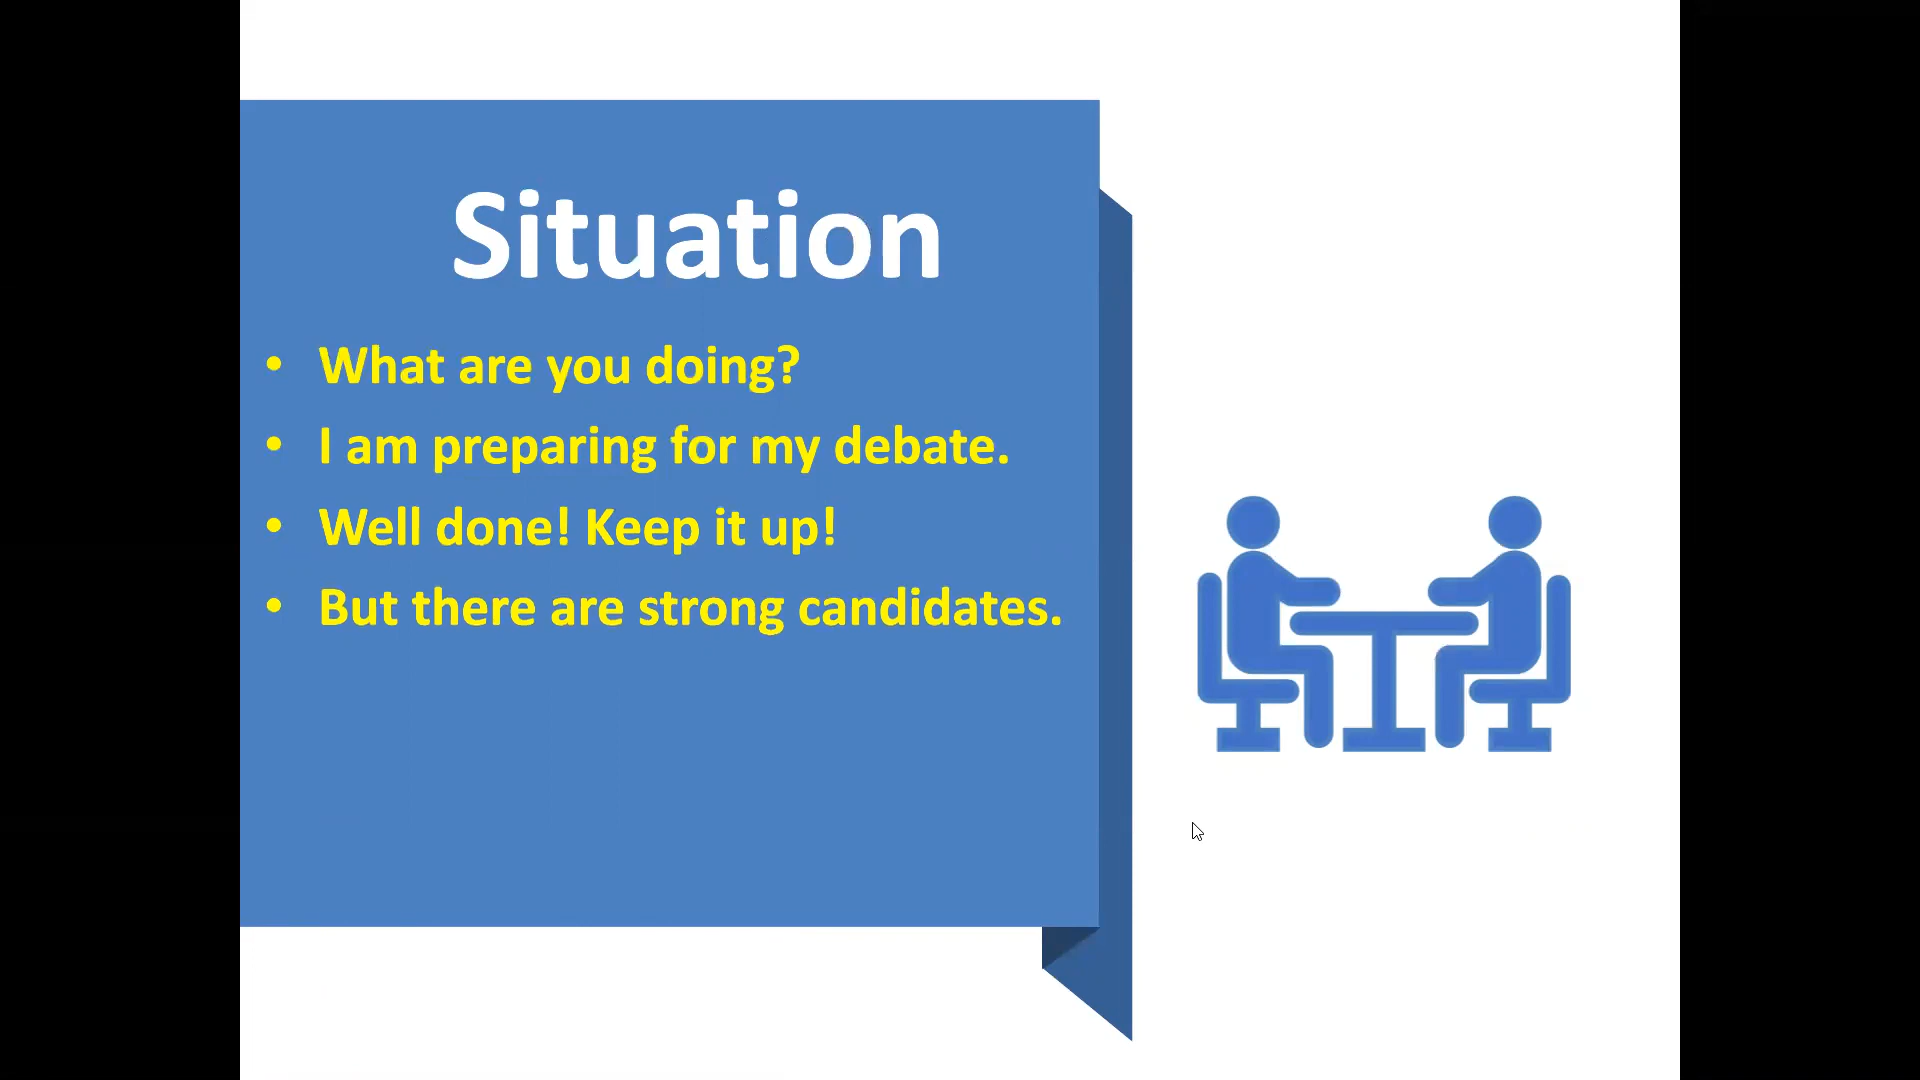 Situation
• What are you doing?
• I am preparing for my debate.
• Well done! Keep it up!
• But there are strong candidates.